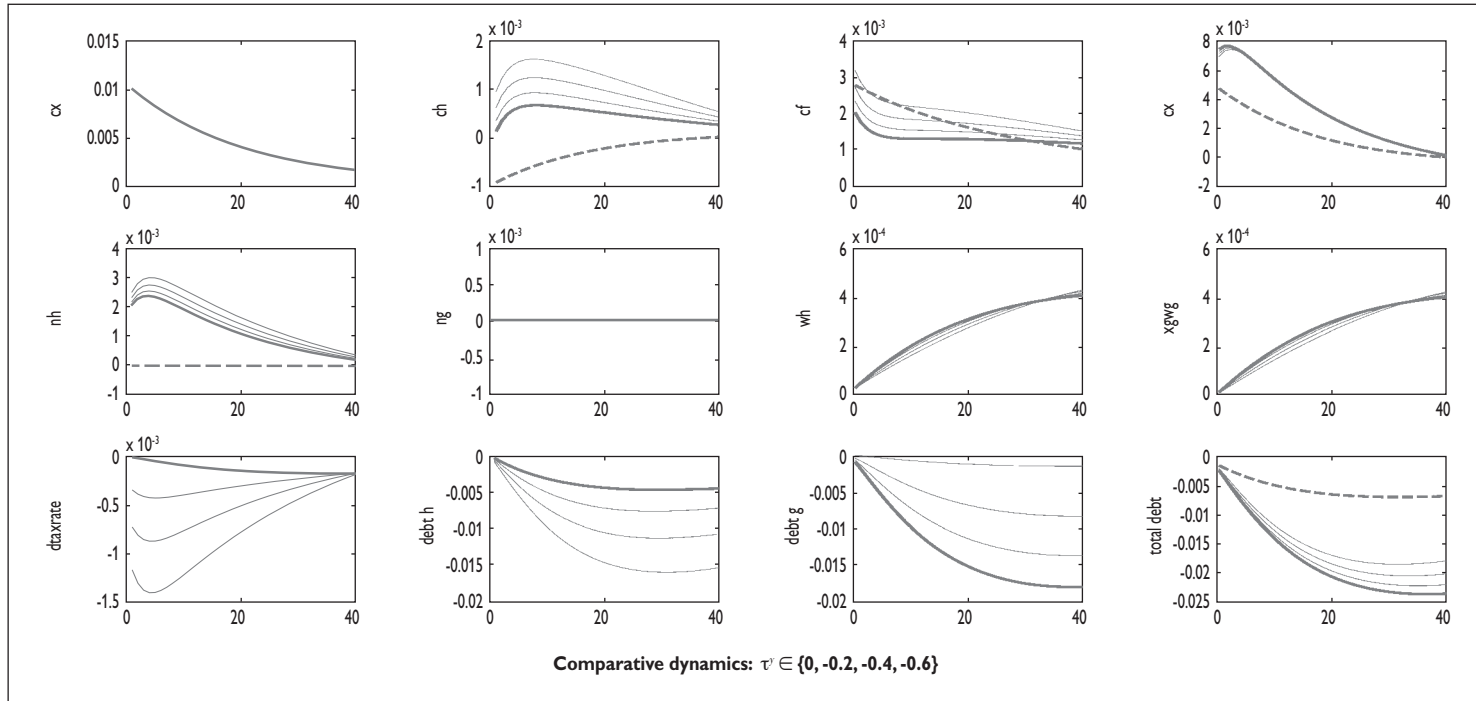 0.015
0.01
0.005
0
cx
0 20 40
x 10-3
2
1
0
-1
ch
0 20 40
x 10-3
4
3
2
1
0
cf
0 20 40
x 10-3
8
6
4
2
0
-2
cx
0 20 40
x 10-3
4
3
2
1
0
-1
nh
0 20 40
x 10-3
1
0.5
0
-0.5
-1
ng
0 20 40
x 10-4
6
4
2
0
wh
0 20 40
x 10-4
6
4
2
0
xgwg
0 20 40
x 10-3
0
-0.5
-1
-1.5
dtaxrate
0 20 40
0
-0.005
-0.01
-0.015
-0.02
debt h
0 20 40
0
-0.005
-0.01
-0.015
-0.02
debt g
0 20 40
0
-0.005
-0.01
-0.015
-0.02
-0.025
total debt
0 20 40
Comparative dynamics: τʸ ∈ {0, -0.2, -0.4, -0.6}